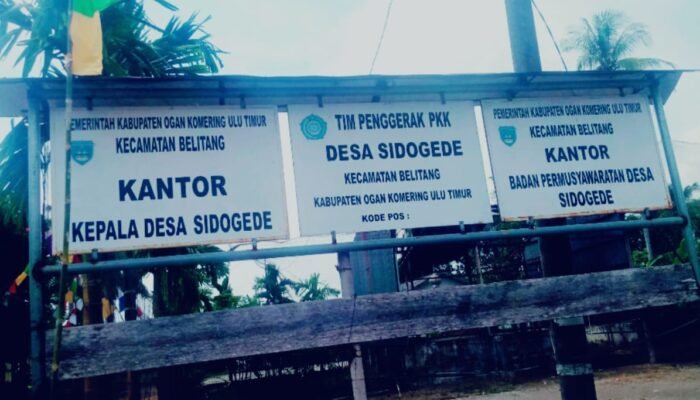 PEMERINTAH KABUPATEN OGAN KOMERING ULU TIMUR
KECAMATAN BELITANG
KANTOR
KEPALA DESA SIDOGEDE
TIM PENGGERAK PKK
DESA SIDOGEDE
KECAMATAN BELITANG
KABUPATEN OGAN KOMERING ULU TIMUR
KODE POS :
PEMERINTAH KABUPATEN OGAN KOMERING ULU TIMUR
KECAMATAN BELITANG
KANTOR
BADAN PERMUSYAWARATAN DESA
SIDOGEDE